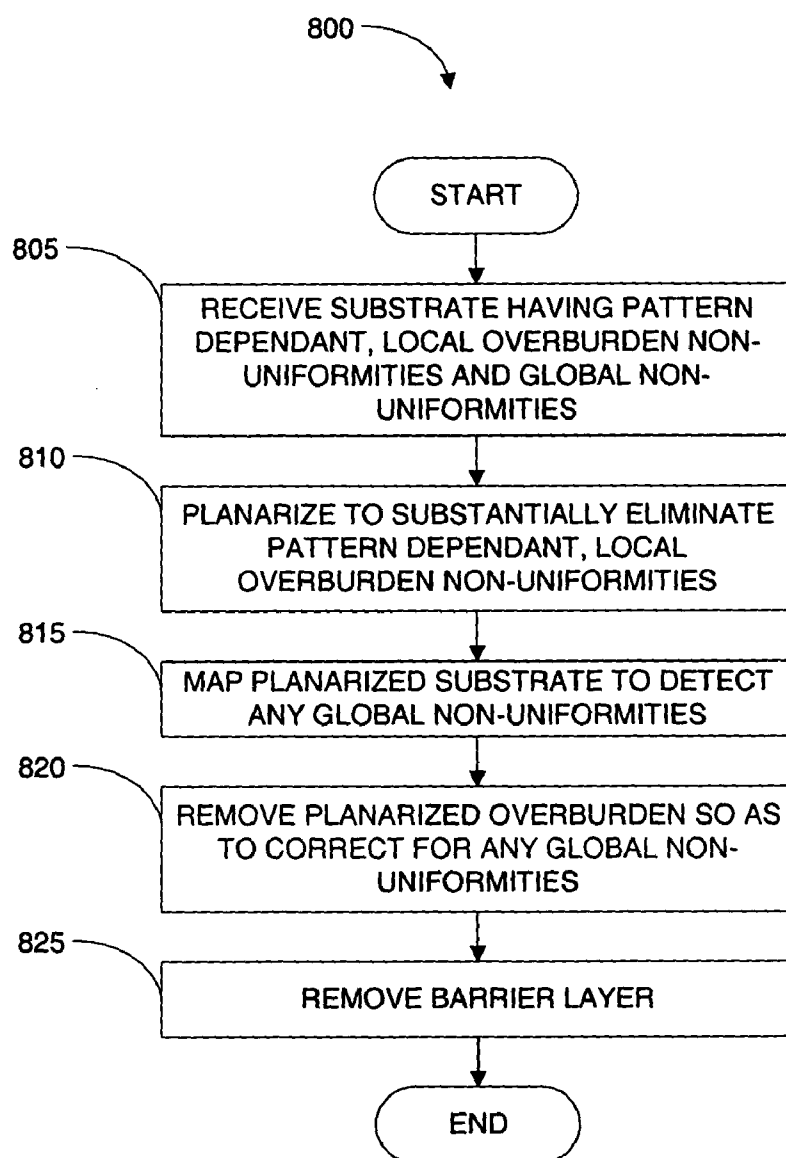 800
START
805
RECEIVE SUBSTRATE HAVING PATTERN
DEPENDANT, LOCAL OVERBURDEN NON-
UNIFORMITIES AND GLOBAL NON-
UNIFORMITIES
810
PLANARIZE TO SUBSTANTIALLY ELIMINATE
PATTERN DEPENDANT, LOCAL
OVERBURDEN NON-UNIFORMITIES
815
MAP PLANARIZED SUBSTRATE TO DETECT
ANY GLOBAL NON-UNIFORMITIES
820
REMOVE PLANARIZED OVERBURDEN SO AS
TO CORRECT FOR ANY GLOBAL NON-
UNIFORMITIES
825
REMOVE BARRIER LAYER
END